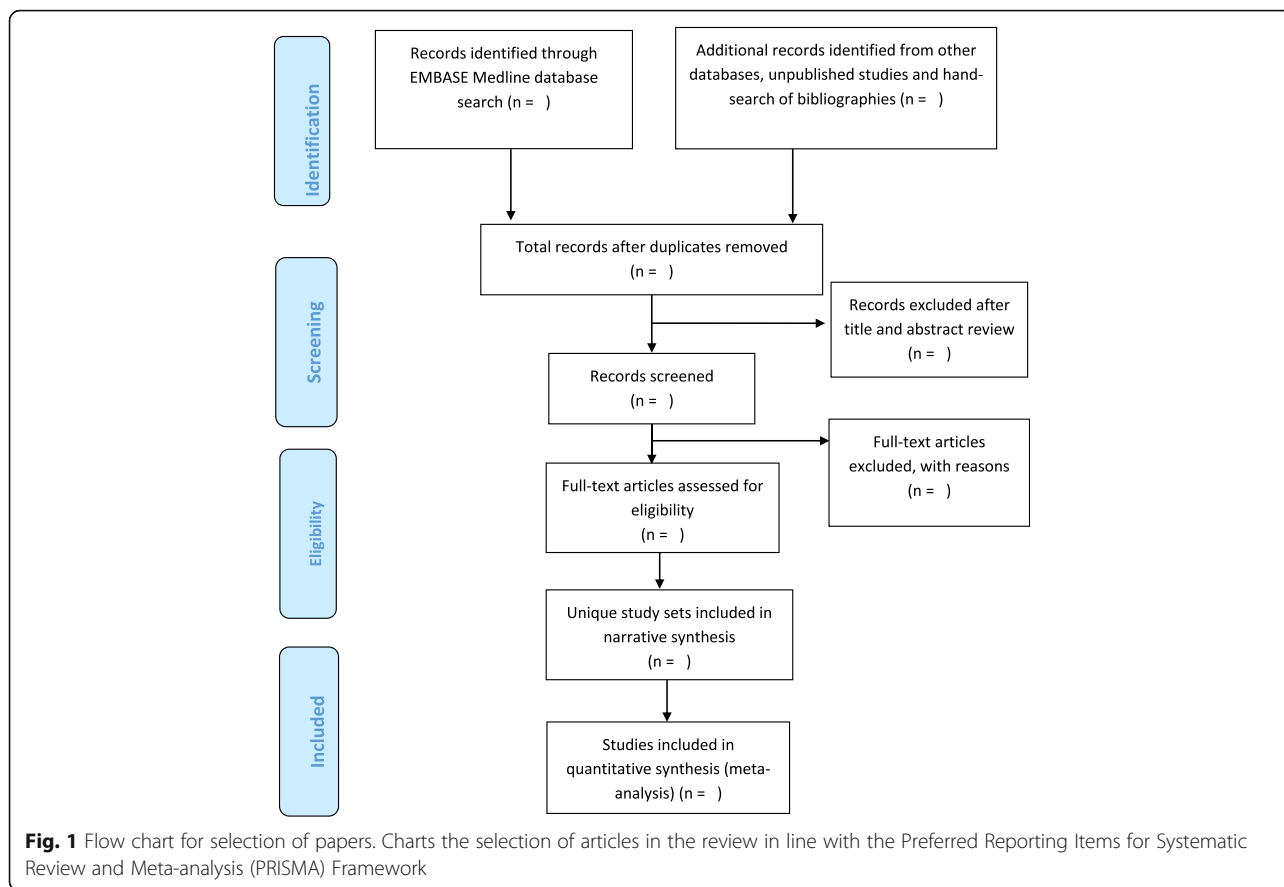 Identification
Records identified through
EMBASE Medline database
search (n =   )
Additional records identified from other
databases, unpublished studies and hand-
search of bibliographies (n =   )
Total records after duplicates removed
(n =   )
Screening
Records excluded after
title and abstract review
(n =   )
Records screened
(n =   )
Full-text articles
excluded, with reasons
(n =   )
Eligibility
Full-text articles assessed for
eligibility
(n =   )
Unique study sets included in
narrative synthesis
(n =   )
Included
Studies included in
quantitative synthesis (meta-
analysis) (n =   )
Fig. 1 Flow chart for selection of papers. Charts the selection of articles in the review in line with the Preferred Reporting Items for Systematic
Review and Meta-analysis (PRISMA) Framework